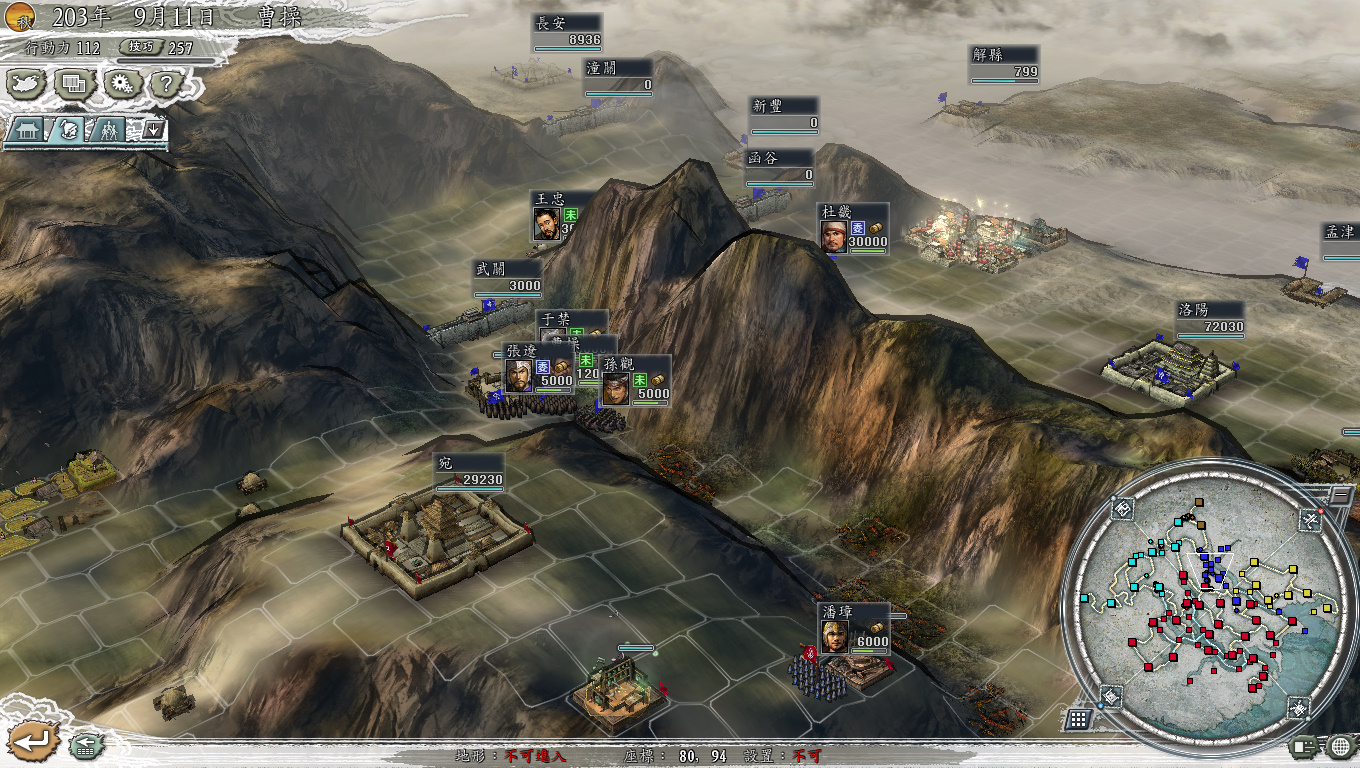 203年 9月11日 曹操
行動力 112 技巧 257
?
長安
8936
潼關
0
解縣
799
新豐
0
函谷
0
王忠
未
杜畿
委
30000
孟津
武關
3000
洛陽
72030
于禁
張遼
委
5000
未
120
孫觀
未
5000
宛
29230
潘璋
6000
地形：不可進入 座標： 80, 94 設置：不可